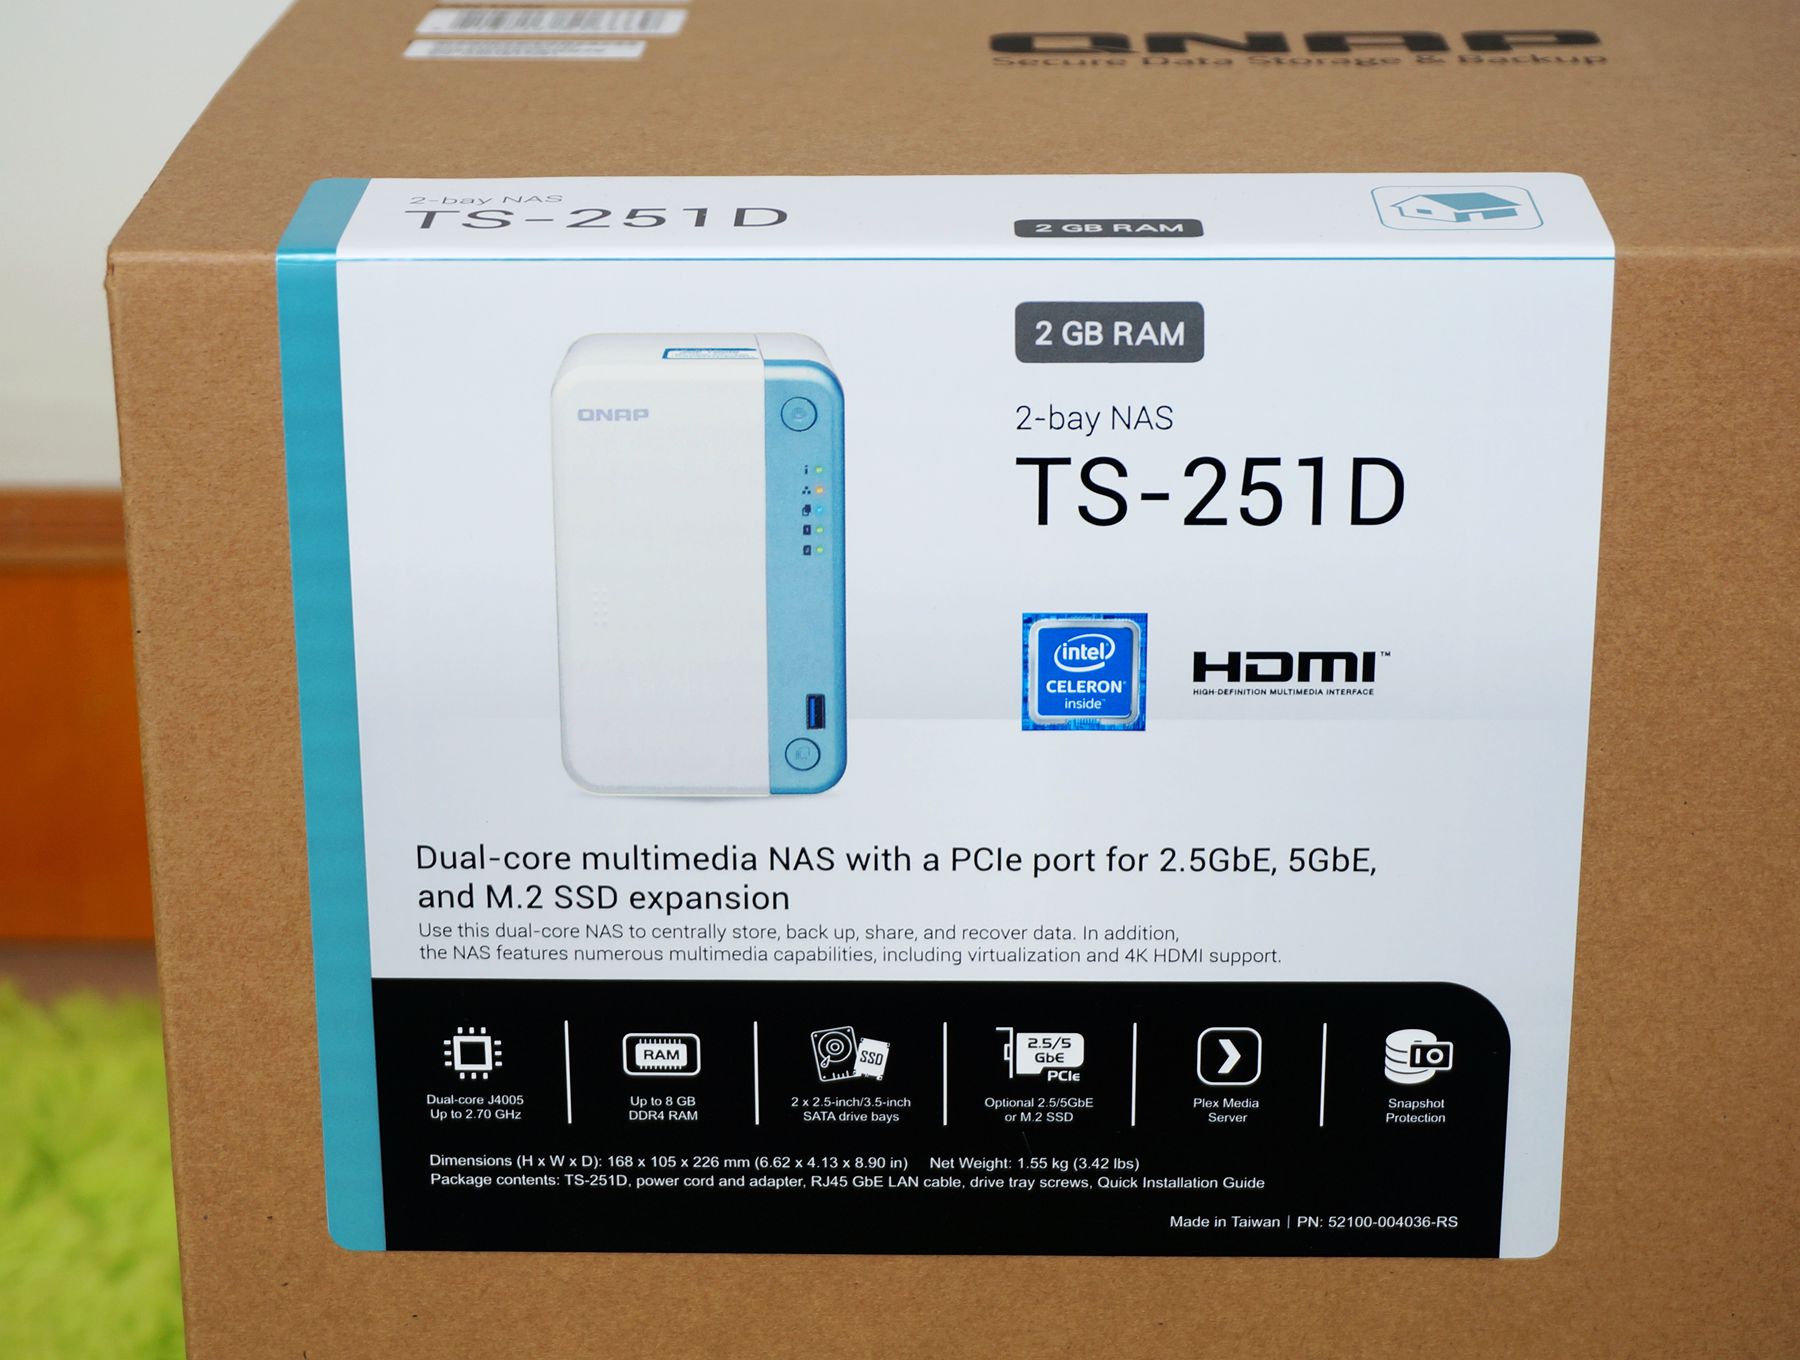 QNAP
Secure Data Storage & Backup
2-bay NAS
TS-251D
2 GB RAM
2 GB RAM
QNAP
2-bay NAS
TS-251D
intel
CELERON
inside™
HDMI™
HIGH-DEFINITION MULTIMEDIA INTERFACE
Dual-core multimedia NAS with a PCIe port for 2.5GbE, 5GbE,
and M.2 SSD expansion
Use this dual-core NAS to centrally store, back up, share, and recover data. In addition,
the NAS features numerous multimedia capabilities, including virtualization and 4K HDMI support.
RAM
SSD
2.5/5
GbE
PCIe
Dual-core J4005
Up to 2.70 GHz
Up to 8 GB
DDR4 RAM
2 x 2.5-inch/3.5-inch
SATA drive bays
Optional 2.5/5GbE
or M.2 SSD
Plex Media
Server
Snapshot
Protection
Dimensions (H x W x D): 168 x 105 x 226 mm (6.62 x 4.13 x 8.90 in) Net Weight: 1.55 kg (3.42 lbs)
Package contents: TS-251D, power cord and adapter, RJ45 GbE LAN cable, drive tray screws, Quick Installation Guide
Made in Taiwan | PN: 52100-004036-RS